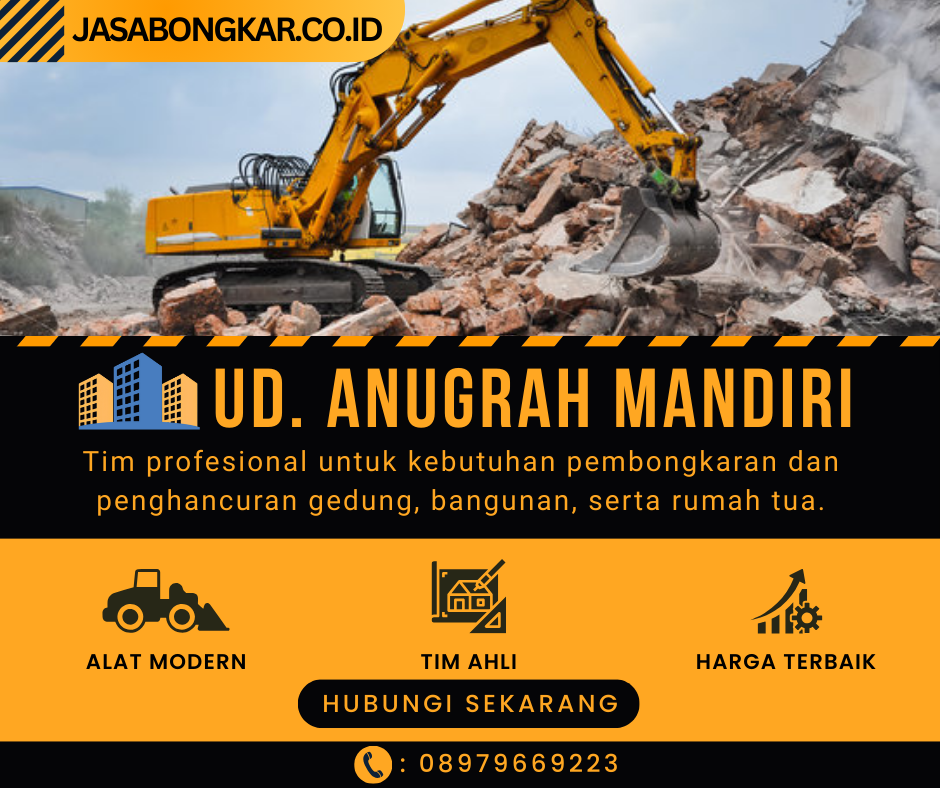 JASABONGKAR.CO.ID
UD. ANUGRAH MANDIRI
Tim profesional untuk kebutuhan pembongkaran dan
penghancuran gedung, bangunan, serta rumah tua.
ALAT MODERN
TIM AHLI
HARGA TERBAIK
HUBUNGI SEKARANG
: 08979669223